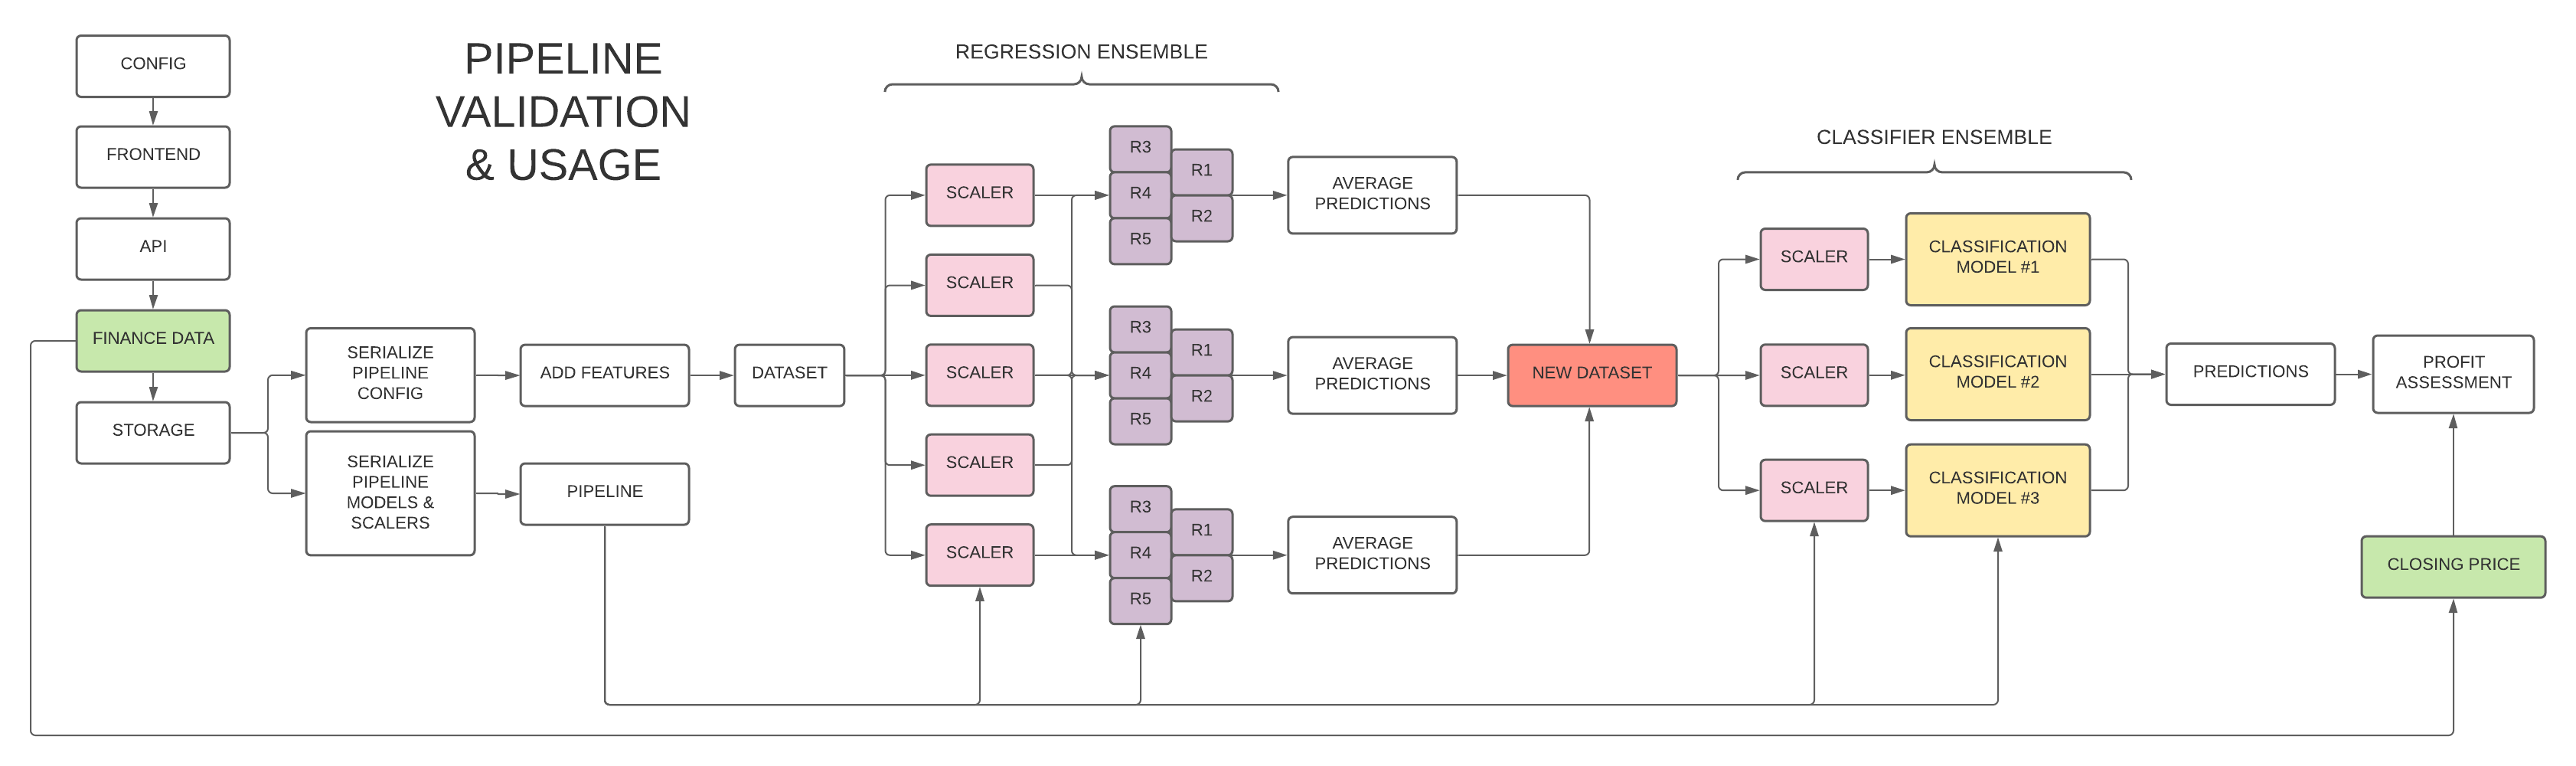 PIPELINE
VALIDATION
& USAGE
CONFIG
FRONTEND
API
FINANCE DATA
STORAGE
SERIALIZE
PIPELINE
CONFIG
SERIALIZE
PIPELINE
MODELS &
SCALERS
ADD FEATURES
PIPELINE
DATASET
REGRESSION ENSEMBLE
SCALER
SCALER
SCALER
SCALER
SCALER
R3
R1
R4
R2
R5
R3
R1
R4
R2
R5
R3
R1
R4
R2
R5
AVERAGE
PREDICTIONS
AVERAGE
PREDICTIONS
AVERAGE
PREDICTIONS
NEW DATASET
CLASSIFIER ENSEMBLE
SCALER
SCALER
SCALER
CLASSIFICATION
MODEL #1
CLASSIFICATION
MODEL #2
CLASSIFICATION
MODEL #3
PREDICTIONS
PROFIT
ASSESSMENT
CLOSING PRICE